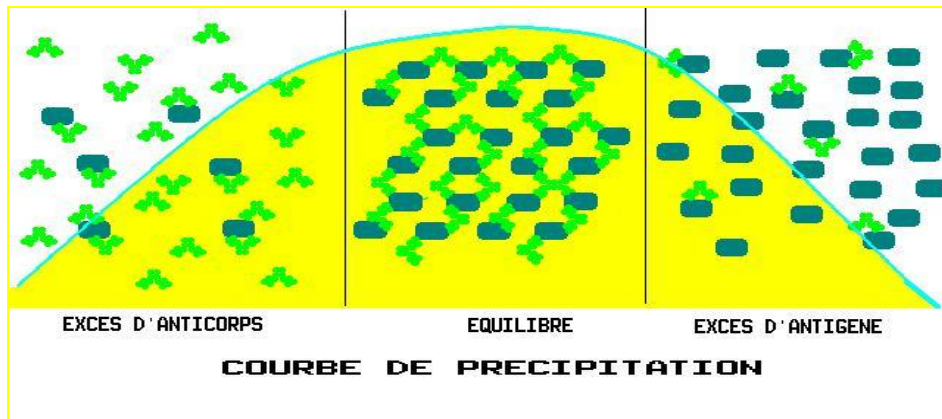 EXCES D'ANTICORPS EQUILIBRE EXCES D'ANTIGENE
COURBE DE PRECIPITATION